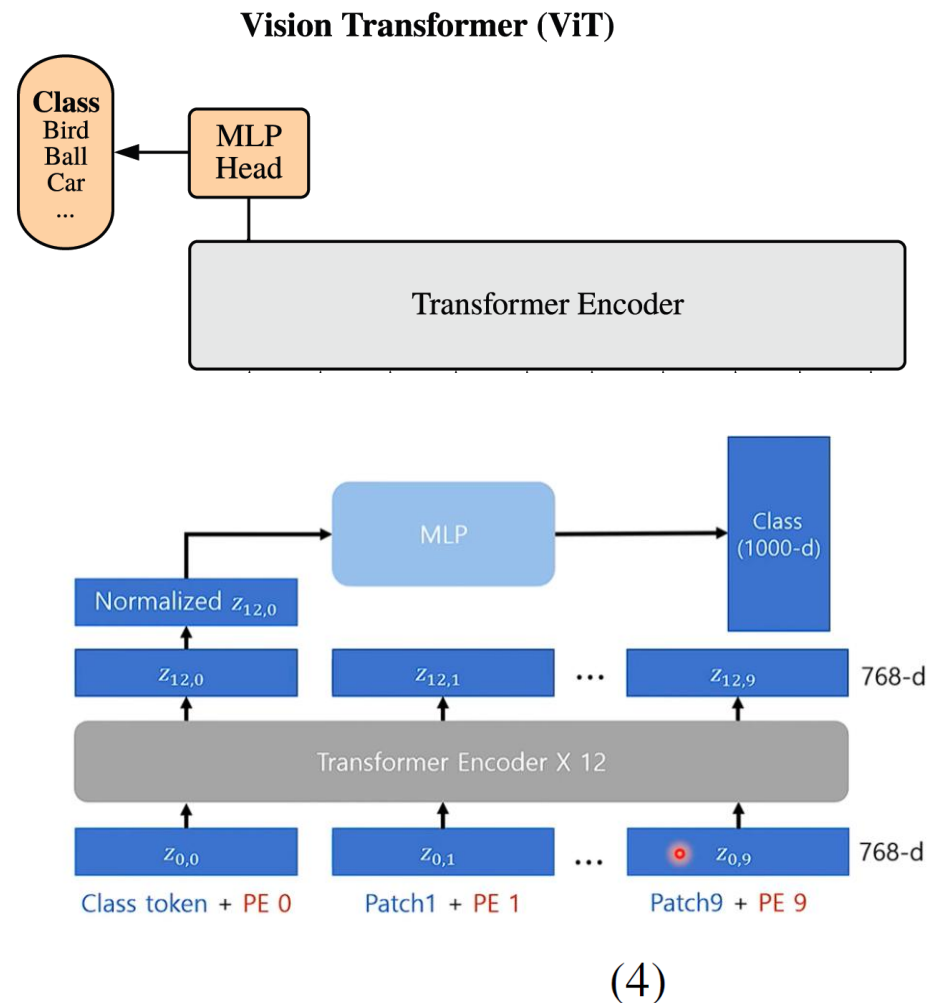 Vision Transformer (ViT)
Class
Bird
Ball
Car
...
MLP
Head
Transformer Encoder
MLP
Class
(1000-d)
Normalized z₁₂,₀
z₁₂,₀
z₁₂,₁
...
z₁₂,₉
768-d
Transformer Encoder X 12
z₀,₀
z₀,₁
...
z₀,₉
768-d
Class token + PE 0
Patch1 + PE 1
Patch9 + PE 9
(4)